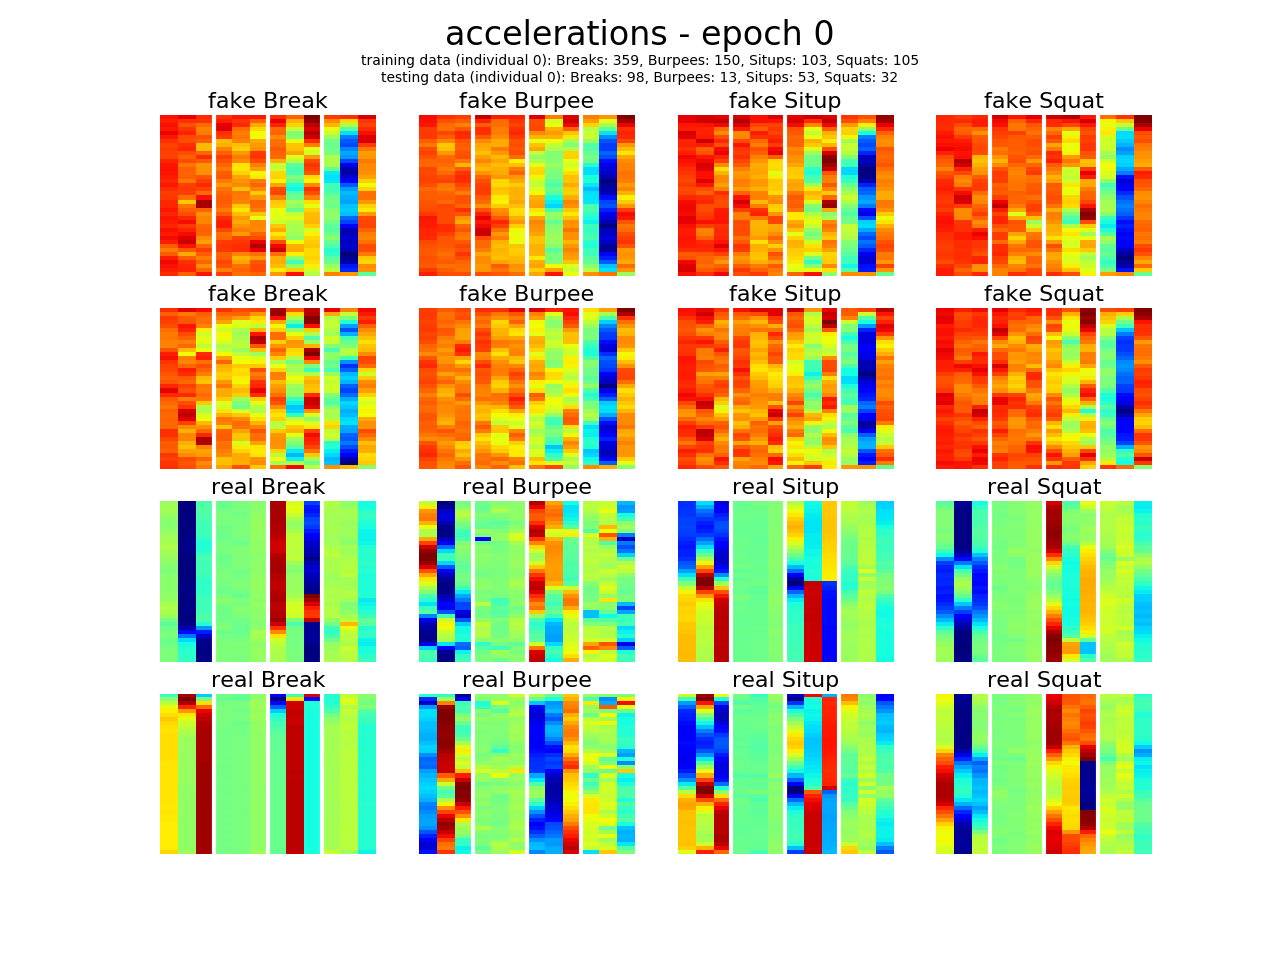 accelerations - epoch 0
training data (individual 0): Breaks: 359, Burpees: 150, Situps: 103, Squats: 105
testing data (individual 0): Breaks: 98, Burpees: 13, Situps: 53, Squats: 32
fake Break fake Burpee fake Situp fake Squat
fake Break fake Burpee fake Situp fake Squat
real Break real Burpee real Situp real Squat
real Break real Burpee real Situp real Squat